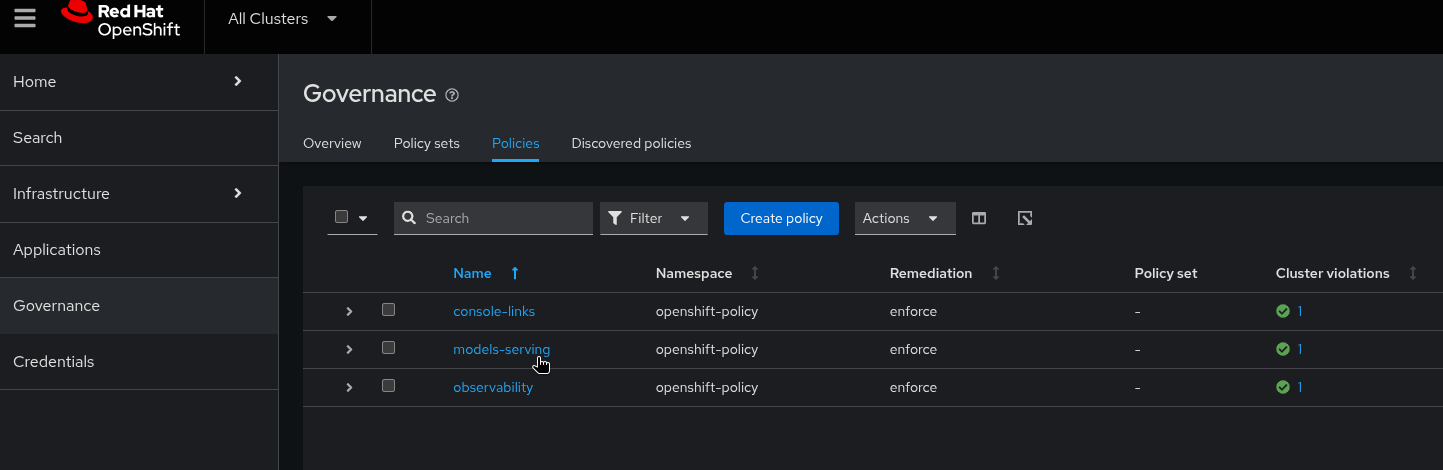 Red Hat
OpenShift
All Clusters
Home
Search
Infrastructure
Applications
Governance
Credentials
Governance
Overview Policy sets Policies Discovered policies
Search Filter Create policy Actions
Name Namespace Remediation Policy set Cluster violations
console-links openshift-policy enforce - 1
models-serving openshift-policy enforce - 1
observability openshift-policy enforce - 1